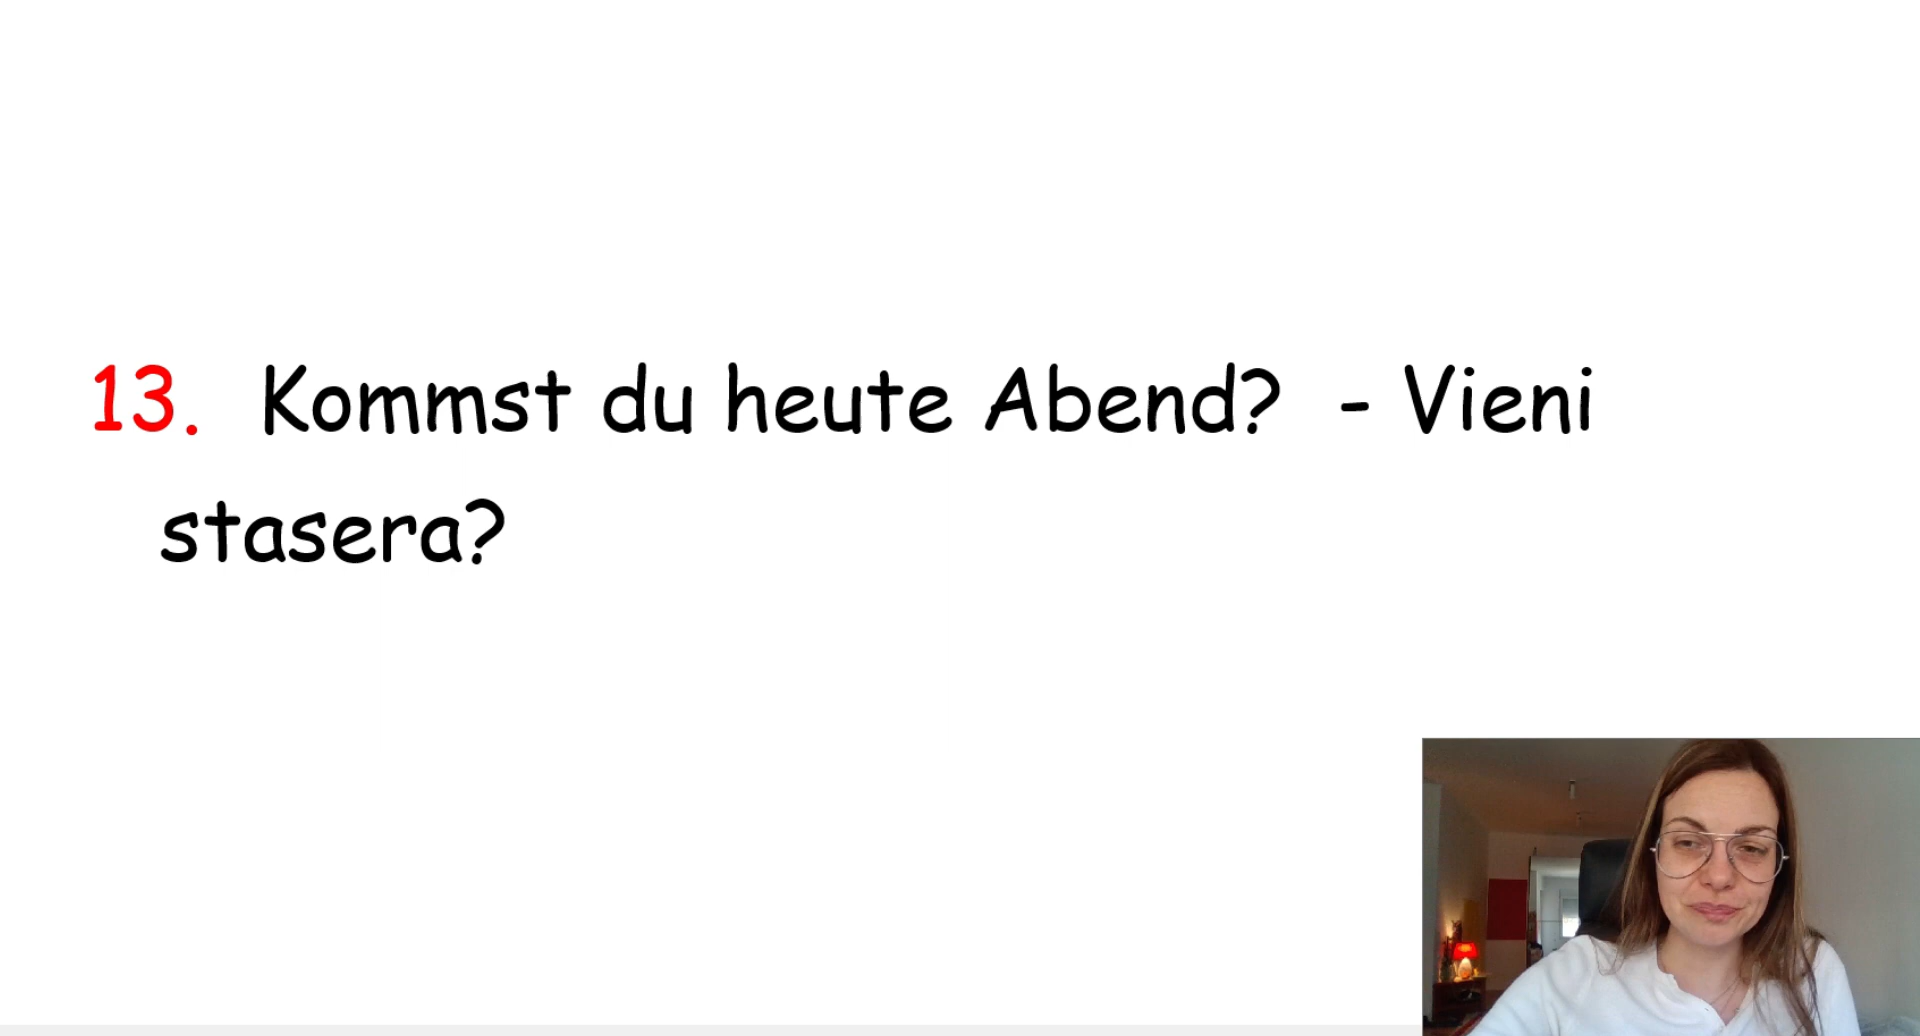 13. Kommst du heute Abend? - Vieni
stasera?